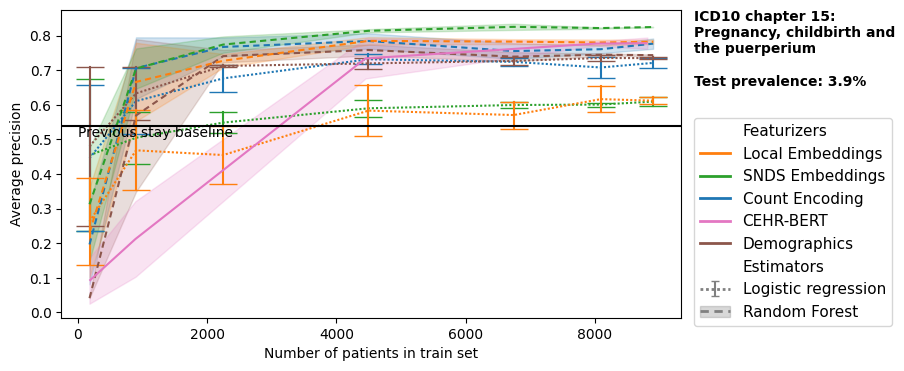 ICD10 chapter 15:
Pregnancy, childbirth and
the puerperium
Test prevalence: 3.9%
Average precision
0.8
0.7
0.6
0.5
0.4
0.3
0.2
0.1
0.0
Previous stay baseline
0
2000
4000
6000
8000
Number of patients in train set
Featurizers
Local Embeddings
SNDS Embeddings
Count Encoding
CEHR-BERT
Demographics
Estimators
Logistic regression
Random Forest